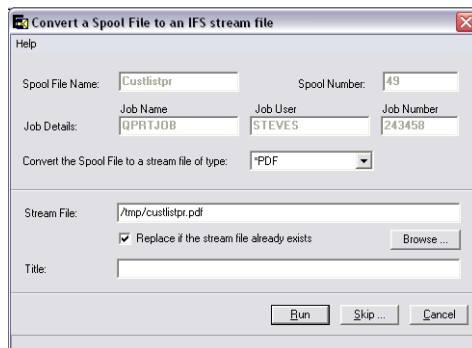 Convert a Spool File to an IFS stream file
Help
Spool File Name: Custlistpr Spool Number: 49
Job Name Job User Job Number
Job Details: QPRTJOB STEVES 243458
Convert the Spool File to a stream file of type: *PDF
Stream File: /tmp/custlistpr.pdf
Replace if the stream file already exists Browse ...
Title:
Run Skip ... Cancel